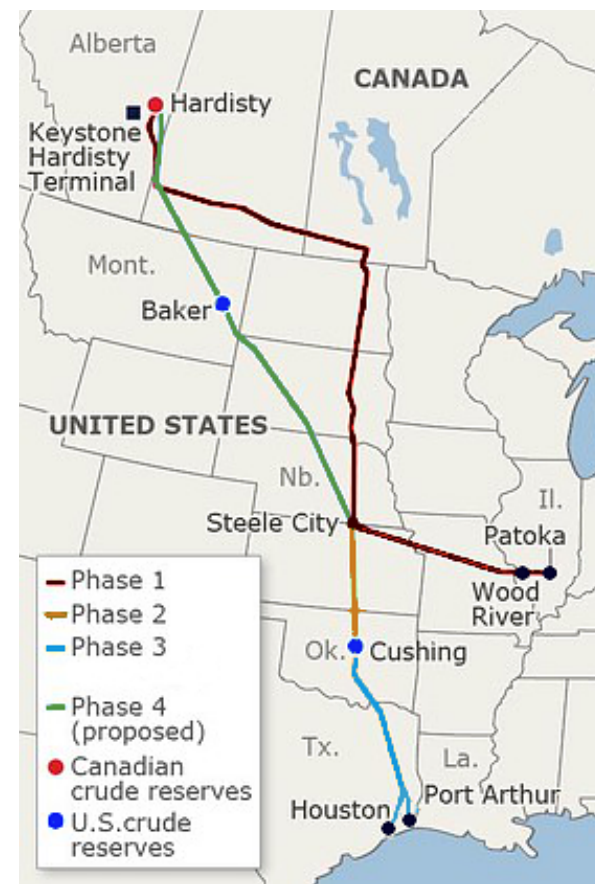 Alberta
CANADA
Hardisty
Keystone
Hardisty
Terminal
Mont.
Baker
UNITED STATES
Nb.
Steele City
Il.
Patoka
Wood
River
Ok.
Cushing
Tx.
La.
Houston
Port Arthur
Phase 1
Phase 2
Phase 3
Phase 4
(proposed)
Canadian
crude reserves
U.S.crude
reserves